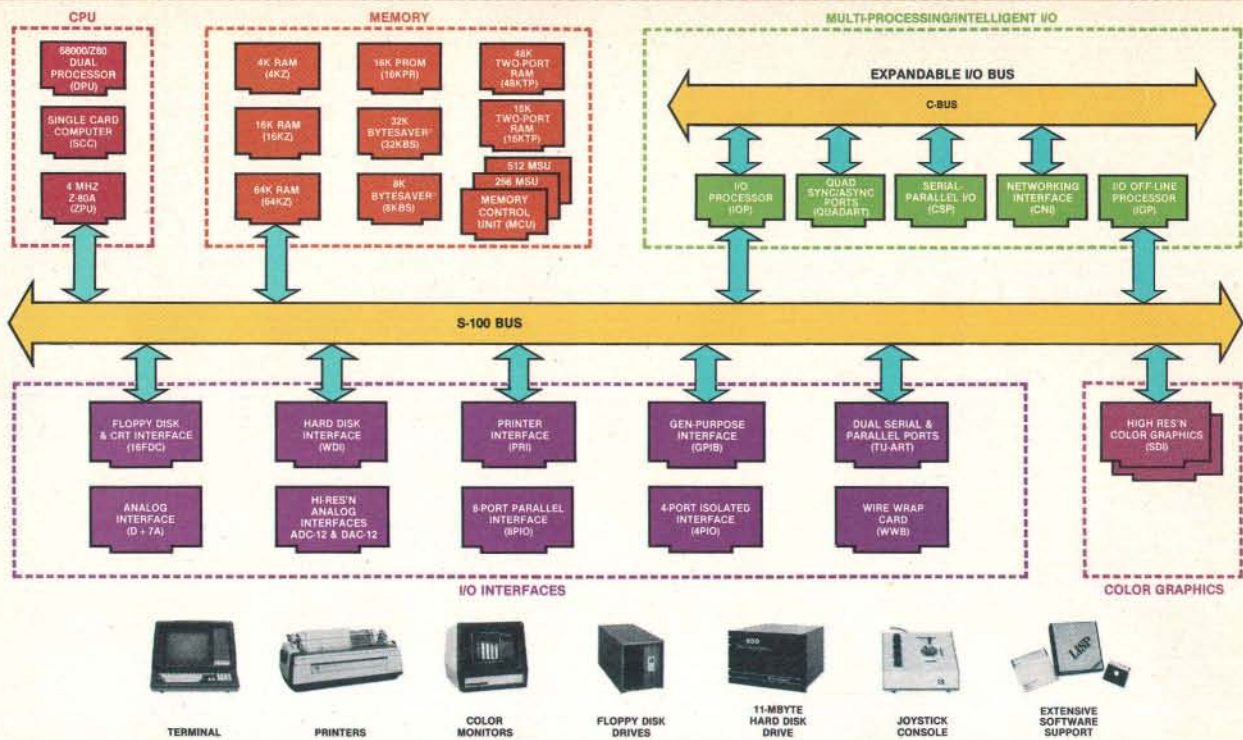 CPU
68000/Z80
DUAL
PROCESSOR
(DPU)
SINGLE CARD
COMPUTER
(SCC)
4 MHZ
Z-80A
(ZPU)
MEMORY
4K RAM
(4KZ)
16K PROM
(16KPR)
48K
TWO-PORT
RAM
(48KTP)
16K RAM
(16KZ)
32K
BYTESAVER®
(32KBS)
16K
TWO-PORT
RAM
(16KTP)
64K RAM
(64KZ)
8K
BYTESAVER®
(8KBS)
512 MSU
256 MSU
MEMORY
CONTROL
UNIT (MCU)
MULTI-PROCESSING/INTELLIGENT I/O
EXPANDABLE I/O BUS
C-BUS
I/O
PROCESSOR
(IOP)
QUAD
SYNC/ASYNC
PORTS
(QUADART)
SERIAL-
PARALLEL I/O
(CSP)
NETWORKING
INTERFACE
(CNI)
I/O OFF-LINE
PROCESSOR
(IOP)
S-100 BUS
FLOPPY DISK
& CRT INTERFACE
(16FDC)
HARD DISK
INTERFACE
(WDI)
PRINTER
INTERFACE
(PRI)
GEN-PURPOSE
INTERFACE
(GPIB)
DUAL SERIAL &
PARALLEL PORTS
(TU-ART)
HIGH RES'N
COLOR GRAPHICS
(SDI)
ANALOG
INTERFACE
(D + 7A)
HI-RES'N
ANALOG
INTERFACES
ADC-12 & DAC-12
8-PORT PARALLEL
INTERFACE
(8PIO)
4-PORT ISOLATED
INTERFACE
(4PIO)
WIRE WRAP
CARD
(WWB)
I/O INTERFACES
COLOR GRAPHICS
LISP
TERMINAL
PRINTERS
COLOR
MONITORS
FLOPPY DISK
DRIVES
11-MBYTE
HARD DISK
DRIVE
JOYSTICK
CONSOLE
EXTENSIVE
SOFTWARE
SUPPORT